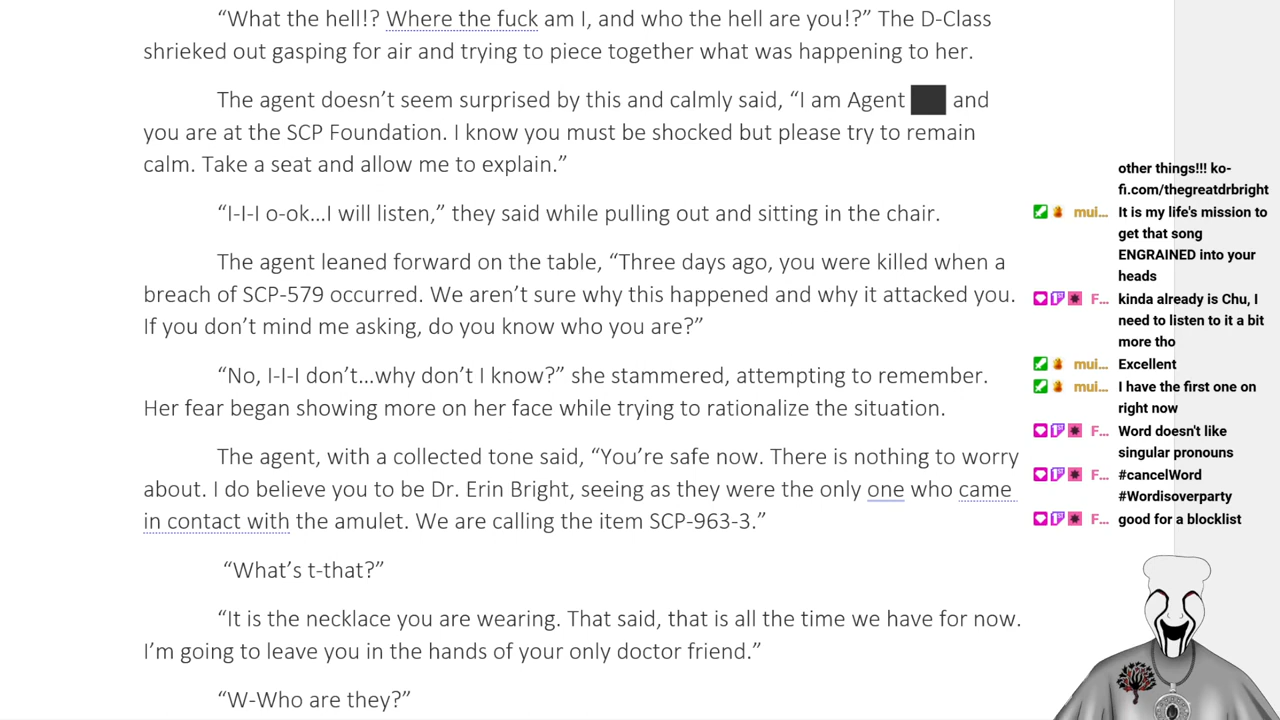 “What the hell!? Where the fuck am I, and who the hell are you!?” The D-Class
shrieked out gasping for air and trying to piece together what was happening to her.
The agent doesn’t seem surprised by this and calmly said, “I am Agent and
you are at the SCP Foundation. I know you must be shocked but please try to remain
calm. Take a seat and allow me to explain.”
“I-I-I o-ok...I will listen,” they said while pulling out and sitting in the chair.
The agent leaned forward on the table, “Three days ago, you were killed when a
breach of SCP-579 occurred. We aren’t sure why this happened and why it attacked you.
If you don’t mind me asking, do you know who you are?”
“No, I-I-I don’t...why don’t I know?” she stammered, attempting to remember.
Her fear began showing more on her face while trying to rationalize the situation.
The agent, with a collected tone said, “You’re safe now. There is nothing to worry
about. I do believe you to be Dr. Erin Bright, seeing as they were the only one who came
in contact with the amulet. We are calling the item SCP-963-3.”
“What’s t-that?”
“It is the necklace you are wearing. That said, that is all the time we have for now.
I’m going to leave you in the hands of your only doctor friend.”
“W-Who are they?”
other things!!! ko-
fi.com/thegreatdrbright
mui... It is my life's mission to
get that song
ENGRAINED into your
heads
F... kinda already is Chu, I
need to listen to it a bit
more tho
mui... Excellent
mui... I have the first one on
right now
F... Word doesn't like
singular pronouns
F... #cancelWord
#Wordisoverparty
F... good for a blocklist